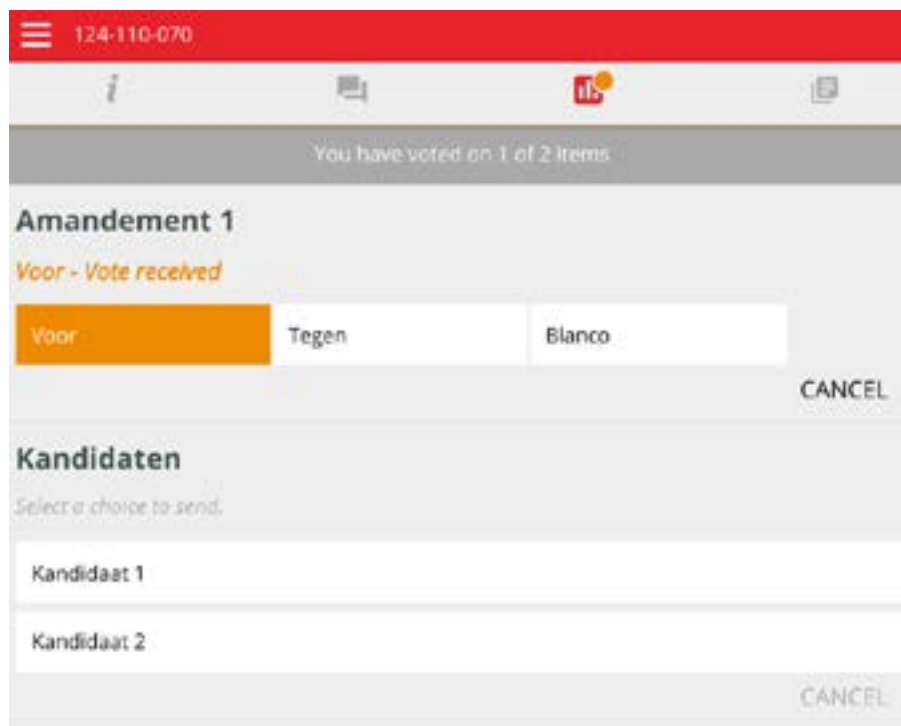 124-110-070
You have voted on 1 of 2 items
Amandement 1
Voor - Vote received
Voor Tegen Blanco
CANCEL
Kandidaten
Select a choice to send.
Kandidaat 1
Kandidaat 2
CANCEL